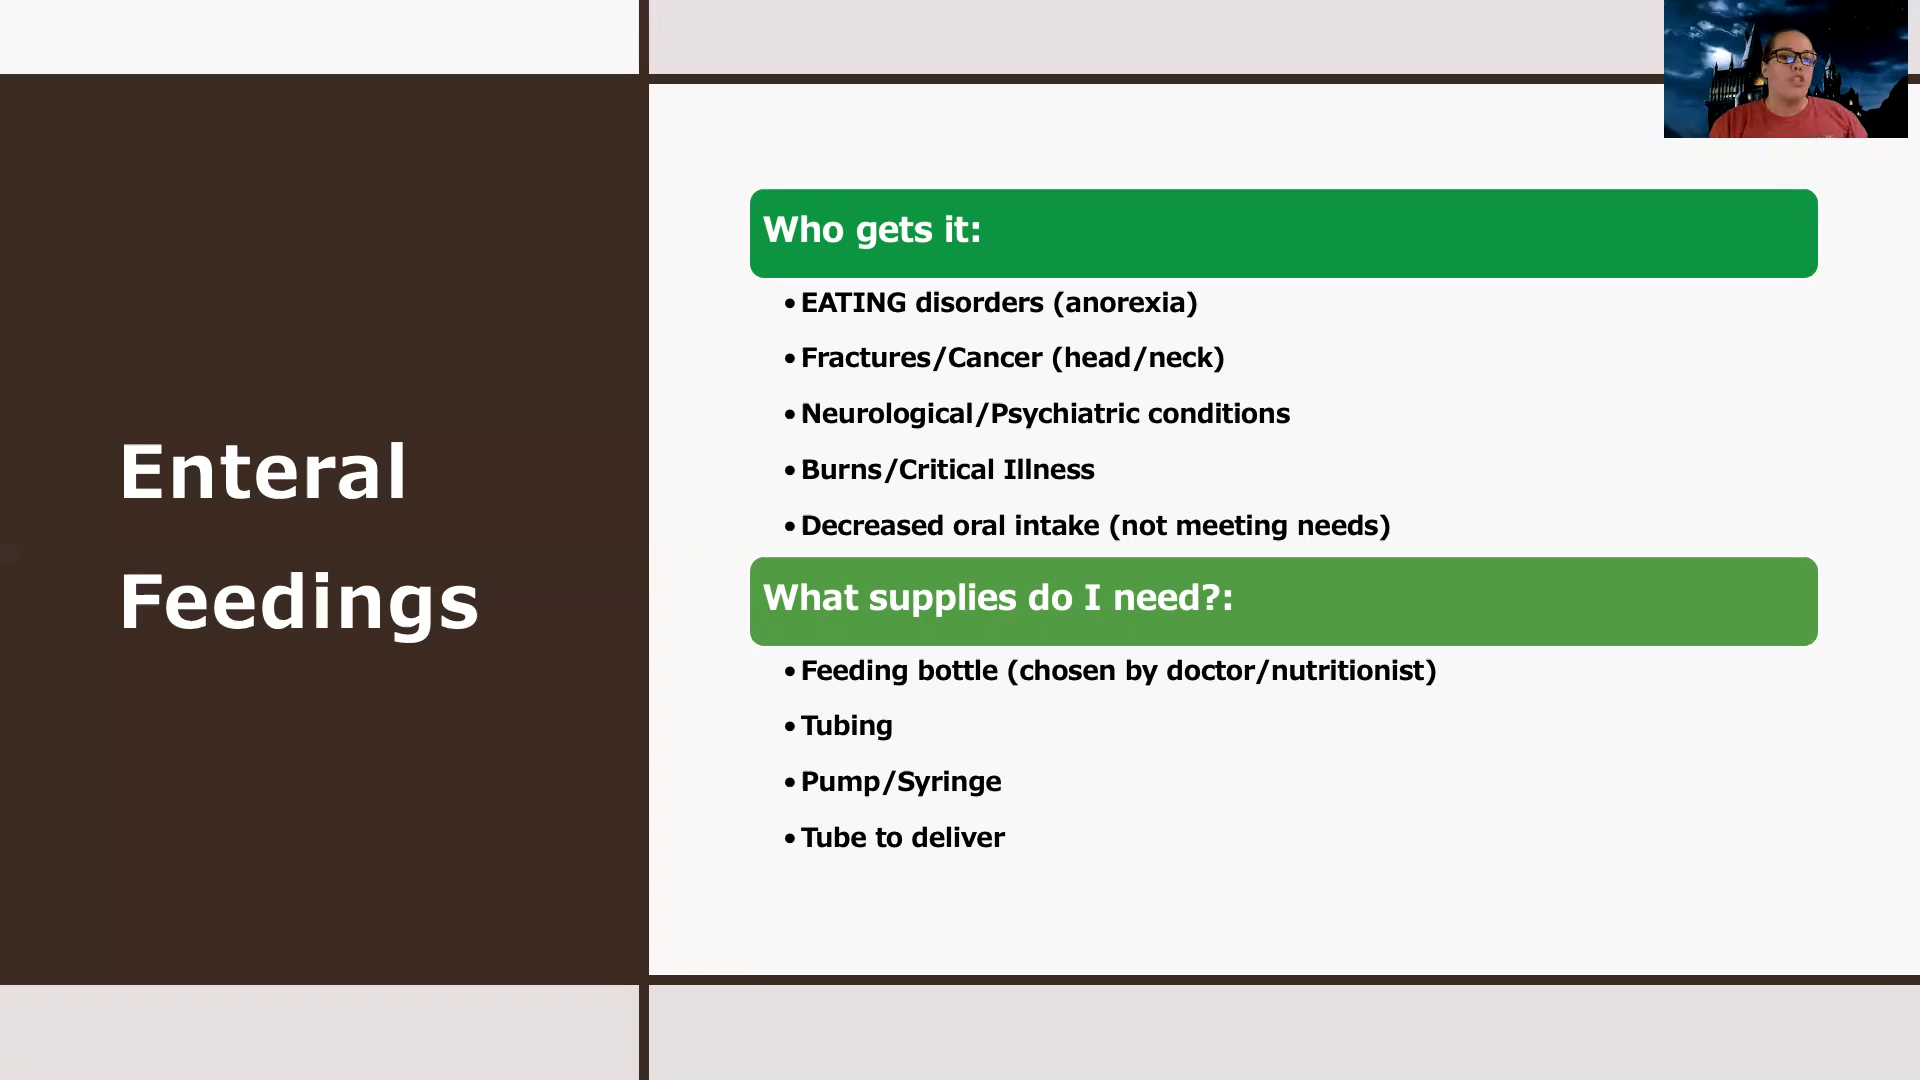 Enteral
Feedings
Who gets it:
• EATING disorders (anorexia)
• Fractures/Cancer (head/neck)
• Neurological/Psychiatric conditions
• Burns/Critical Illness
• Decreased oral intake (not meeting needs)
What supplies do I need?:
• Feeding bottle (chosen by doctor/nutritionist)
• Tubing
• Pump/Syringe
• Tube to deliver